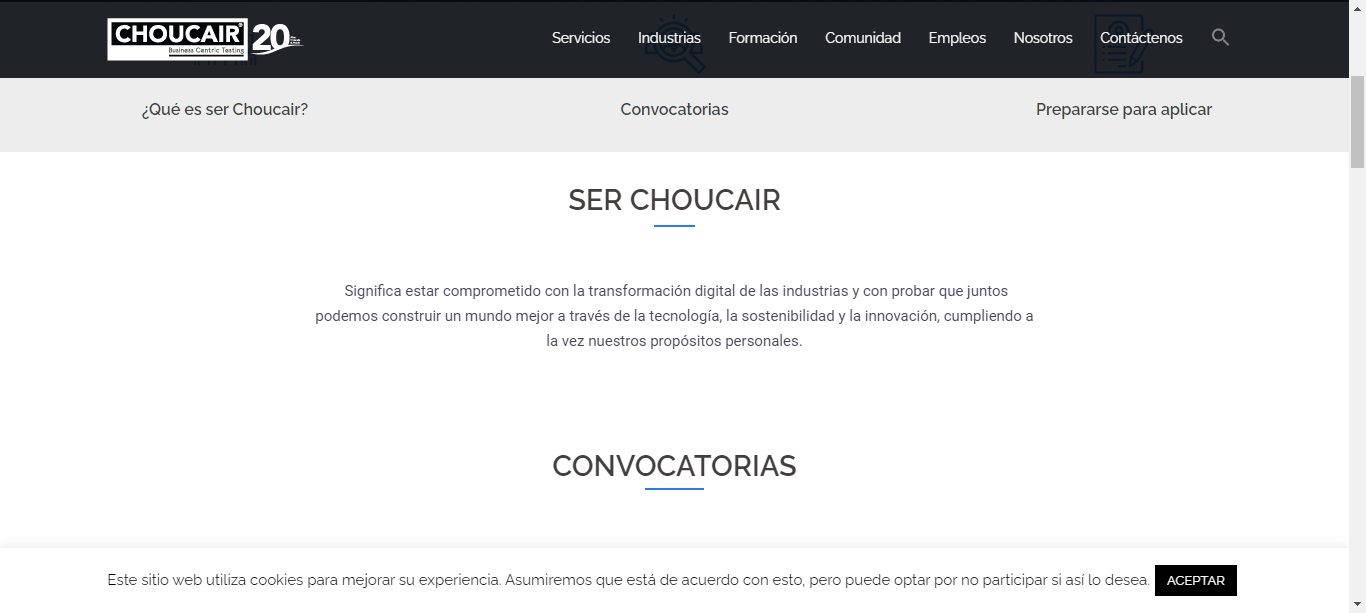 CHOUCAIR
Business Centric Testing
20
Servicios Industrias Formación Comunidad Empleos Nosotros Contáctenos
¿Qué es ser Choucair? Convocatorias Prepararse para aplicar
SER CHOUCAIR
Significa estar comprometido con la transformación digital de las industrias y con probar que juntos
podemos construir un mundo mejor a través de la tecnología, la sostenibilidad y la innovación, cumpliendo a
la vez nuestros propósitos personales.
CONVOCATORIAS
Este sitio web utiliza cookies para mejorar su experiencia. Asumiremos que está de acuerdo con esto, pero puede optar por no participar si así lo desea. ACEPTAR